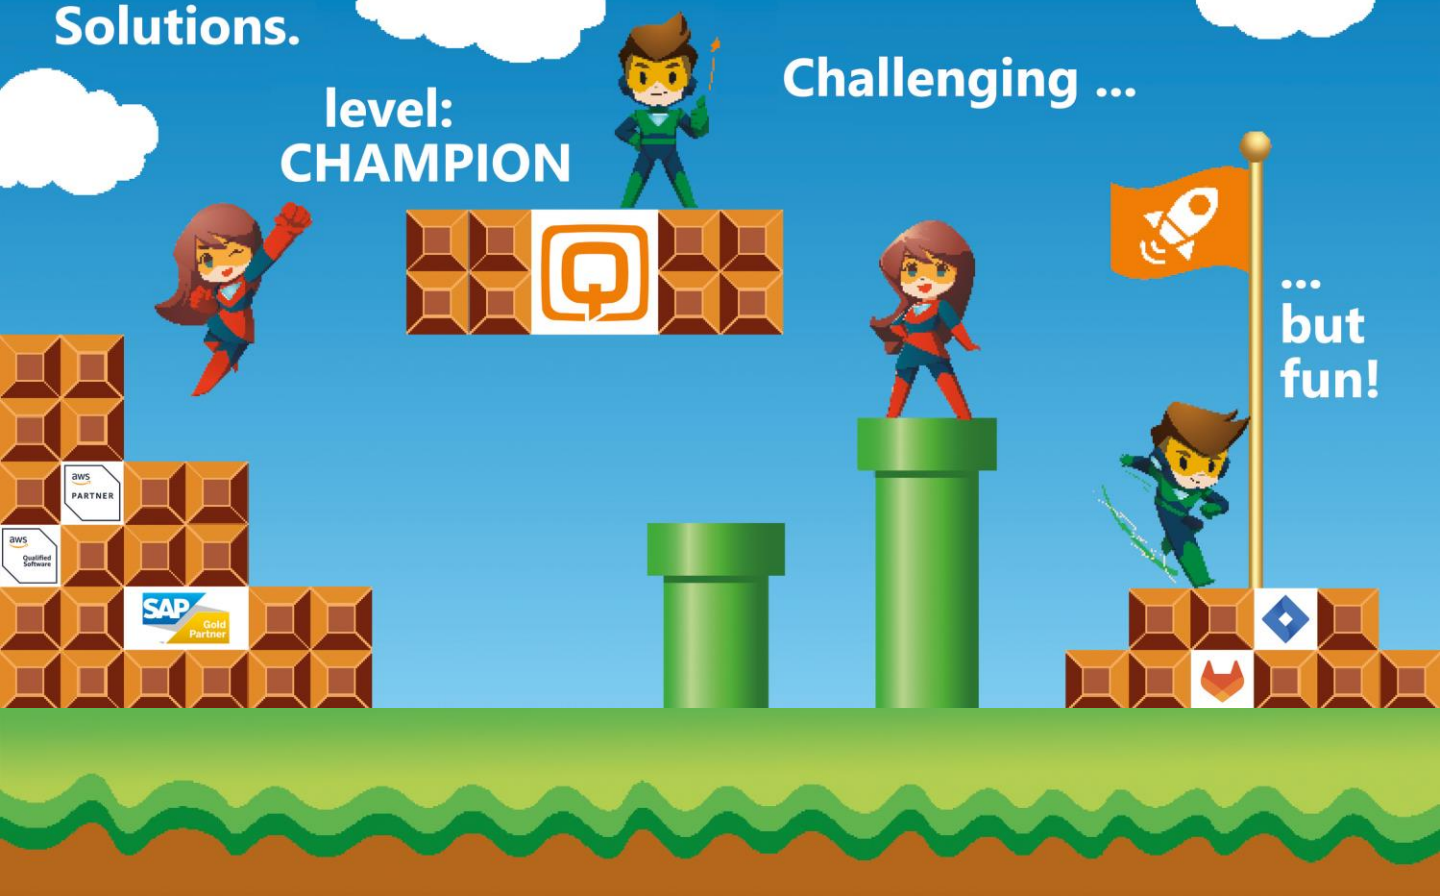 Solutions.
level:
CHAMPION
Challenging ...
...
but
fun!
aws
PARTNER
aws
Qualified
Software
SAP
Gold
Partner
Q